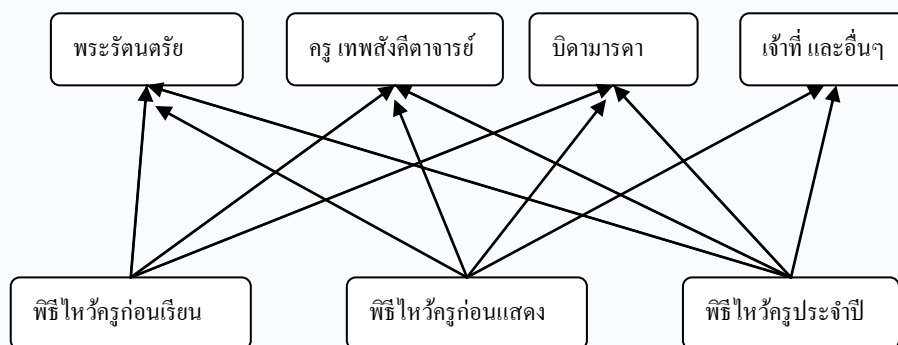 พระรัตนตรัย
ครู เทพสังคีตาจารย์
บิดามารดา
เจ้าที่ และอื่นๆ
พิธีไหว้ครูก่อนเรียน
พิธีไหว้ครูก่อนแสดง
พิธีไหว้ครูประจำปี